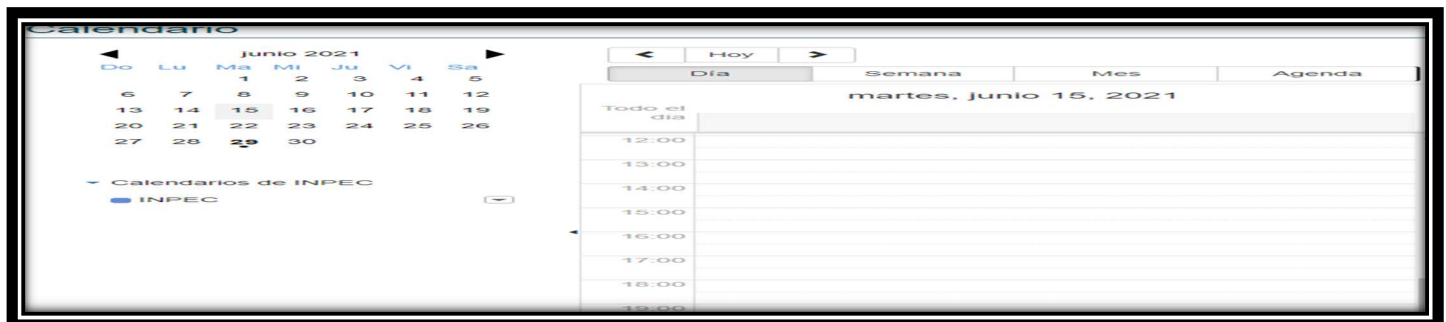 Calendario
junio 2021
Do Lu Ma Mi Ju Vi Sa
1 2 3 4 5
6 7 8 9 10 11 12
13 14 15 16 17 18 19
20 21 22 23 24 25 26
27 28 29 30
Calendarios de INPEC
INPEC
Hoy
Día Semana Mes Agenda
martes, junio 15, 2021
Todo el
día
12:00
13:00
14:00
15:00
16:00
17:00
18:00
19:00